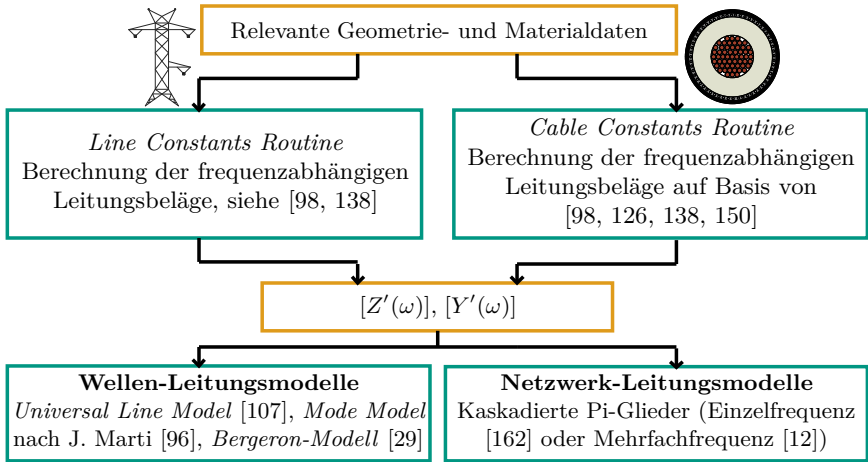 Relevante Geometrie- und Materialdaten
Line Constants Routine
Berechnung der frequenzabhängigen
Leitungsbeläge, siehe [98, 138]
Cable Constants Routine
Berechnung der frequenzabhängigen
Leitungsbeläge auf Basis von
[98, 126, 138, 150]
[Z′(ω)], [Y′(ω)]
Wellen-Leitungsmodelle
Universal Line Model [107], Mode Model
nach J. Marti [96], Bergeron-Modell [29]
Netzwerk-Leitungsmodelle
Kaskadierte Pi-Glieder (Einzelfrequenz
[162] oder Mehrfachfrequenz [12])